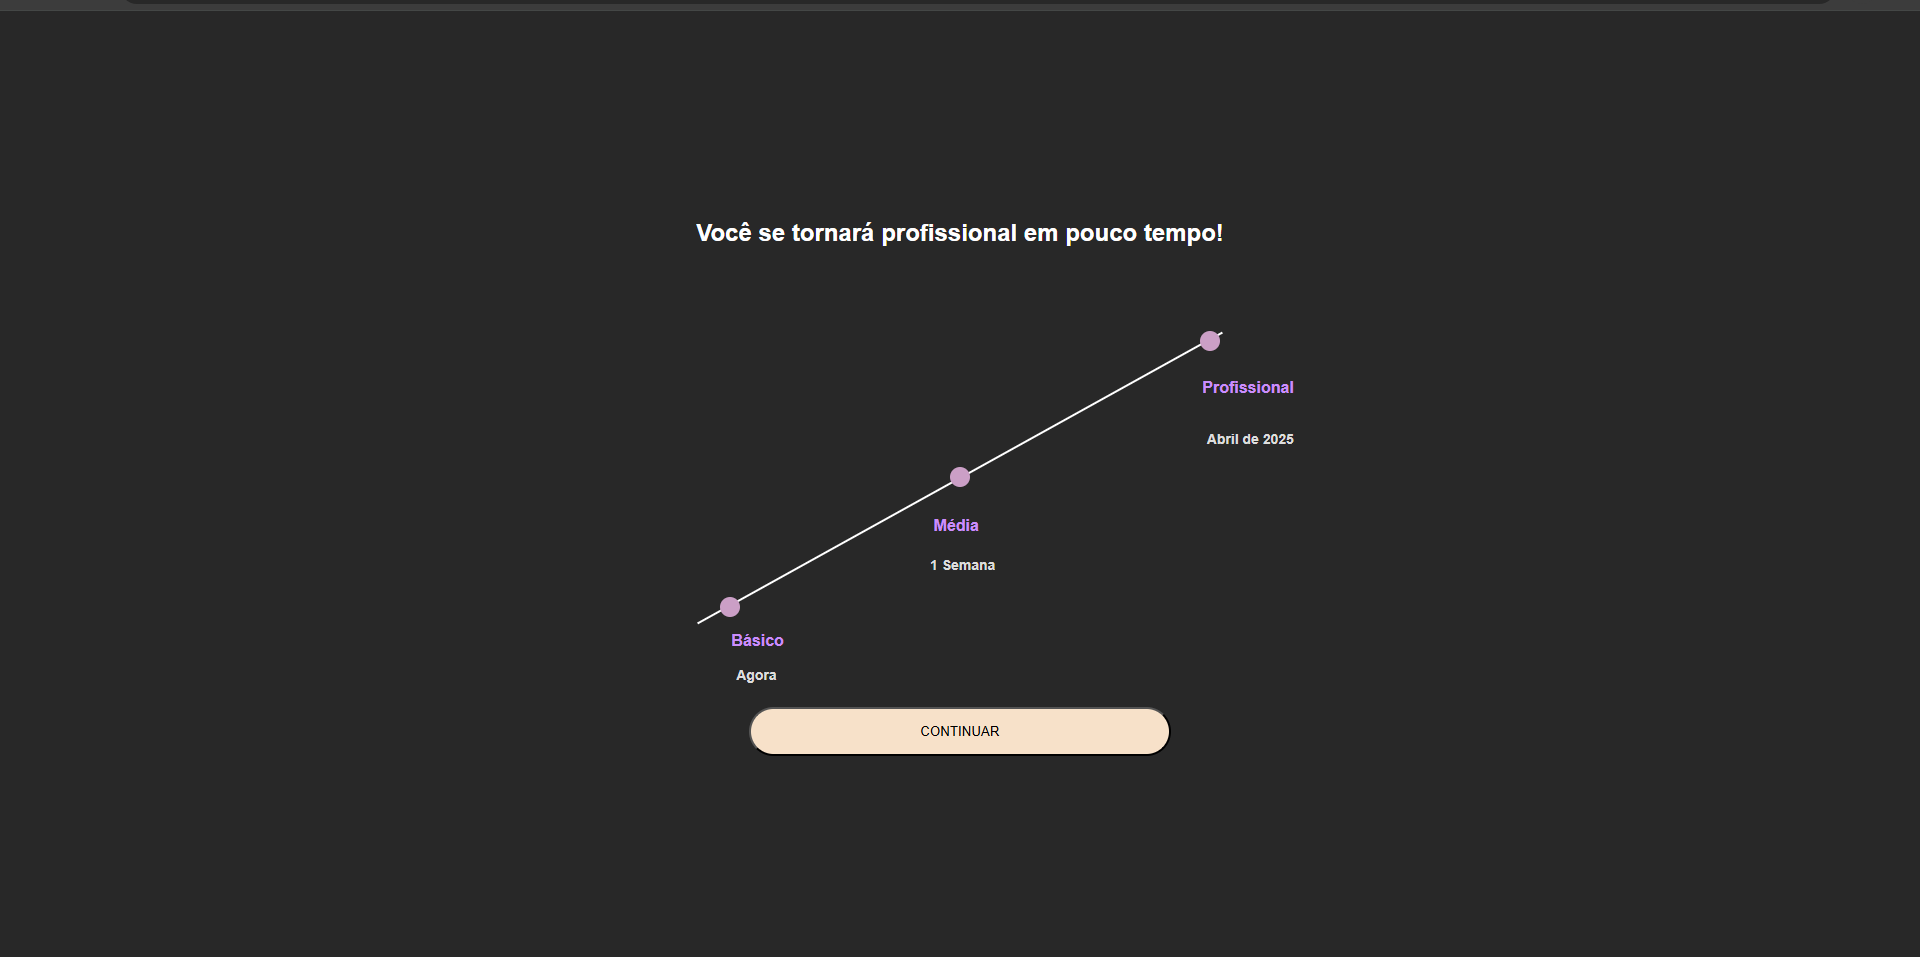 Você se tornará profissional em pouco tempo!
Profissional
Abril de 2025
Média
1 Semana
Básico
Agora
CONTINUAR